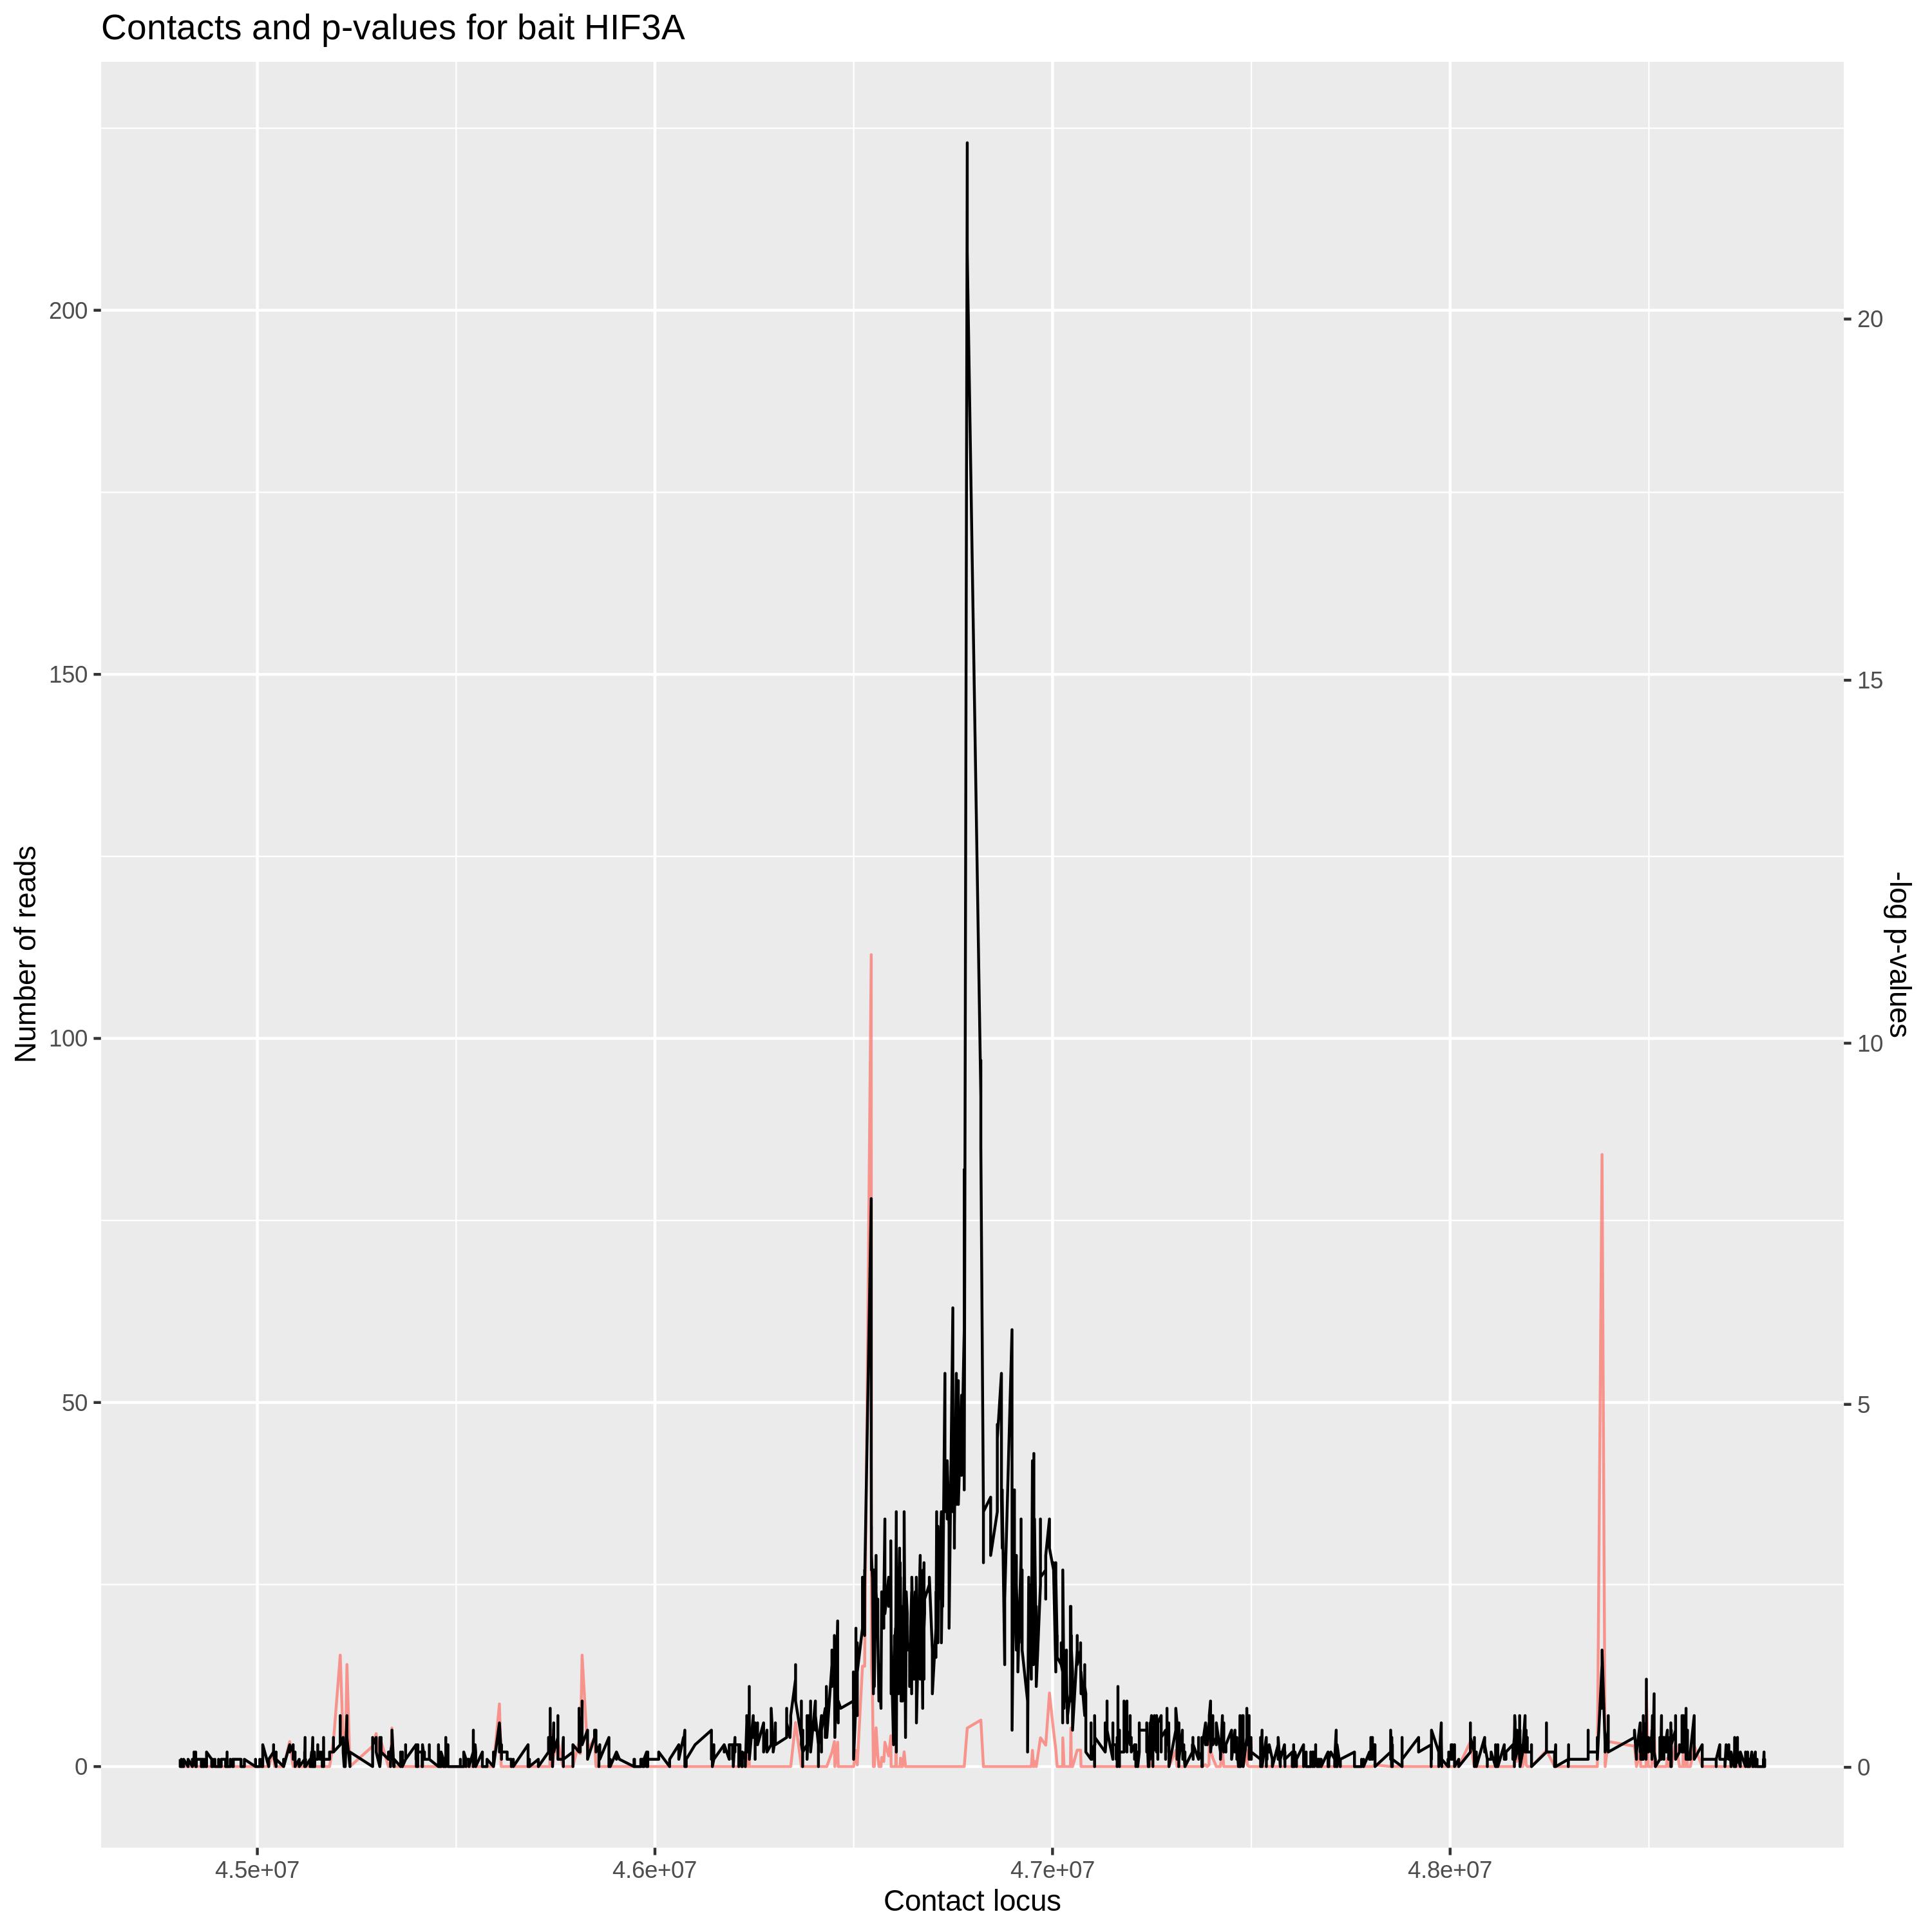 Contacts and p-values for bait HIF3A
Number of reads
200
150
100
50
0
20
15
10
5
0
-log p-values
4.5e+07
4.6e+07
4.7e+07
4.8e+07
Contact locus